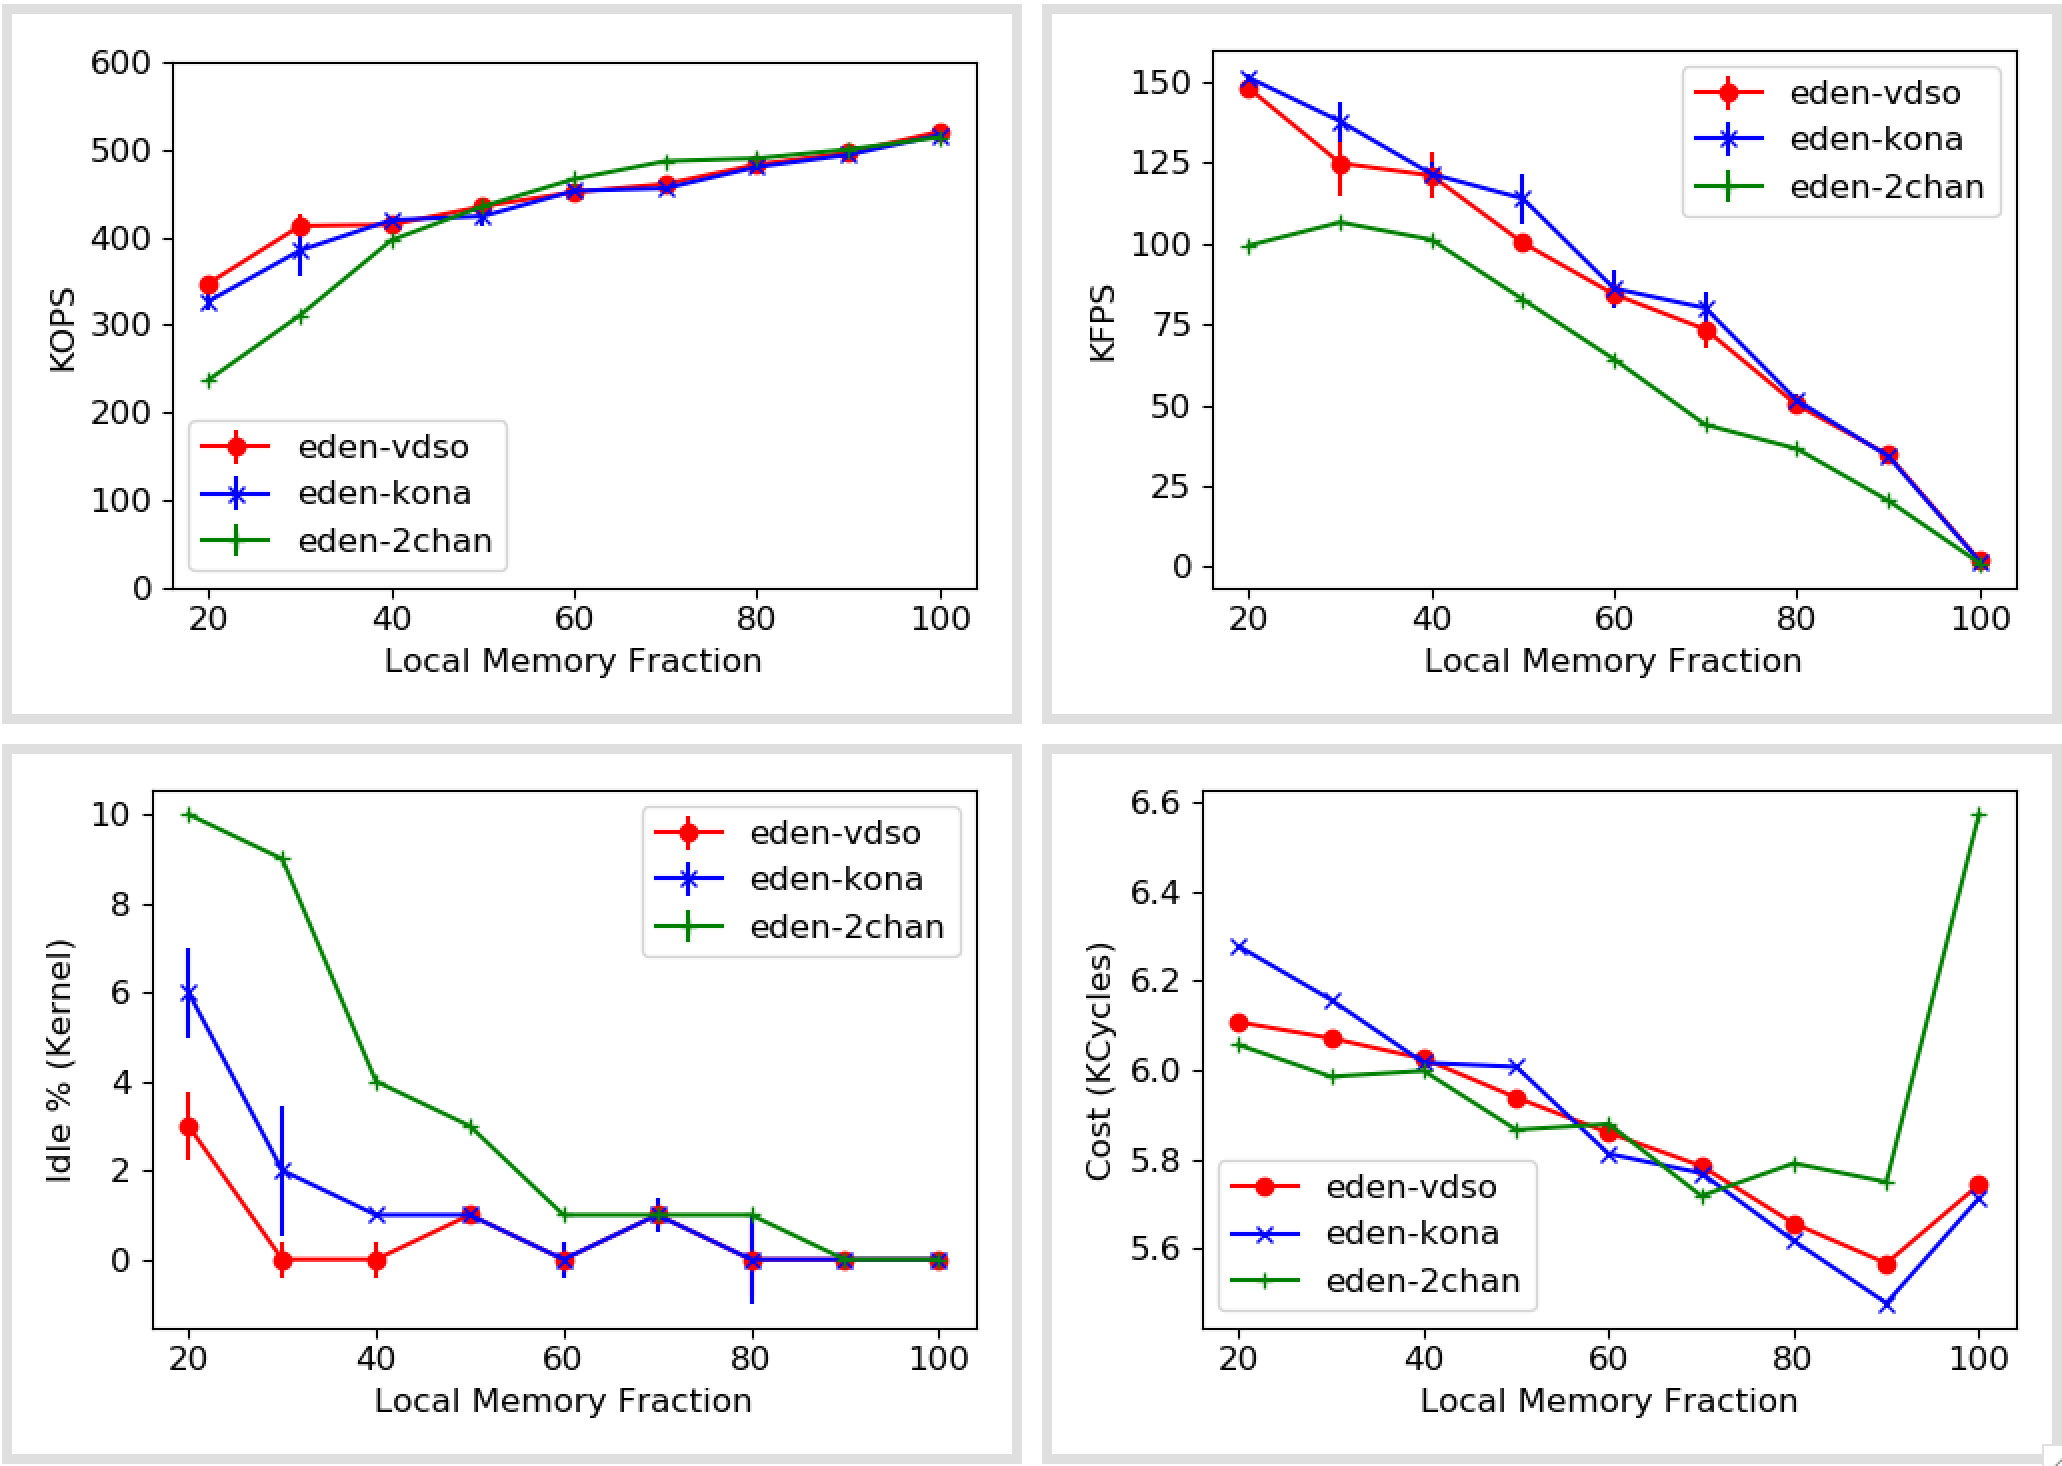 600
500
400
300
200
100
0
KOPS
eden-vdso
eden-kona
eden-2chan
20 40 60 80 100
Local Memory Fraction
150
125
100
75
50
25
0
KFPS
eden-vdso
eden-kona
eden-2chan
20 40 60 80 100
Local Memory Fraction
10
8
6
4
2
0
Idle % (Kernel)
eden-vdso
eden-kona
eden-2chan
20 40 60 80 100
Local Memory Fraction
6.6
6.4
6.2
6.0
5.8
5.6
Cost (KCycles)
eden-vdso
eden-kona
eden-2chan
20 40 60 80 100
Local Memory Fraction